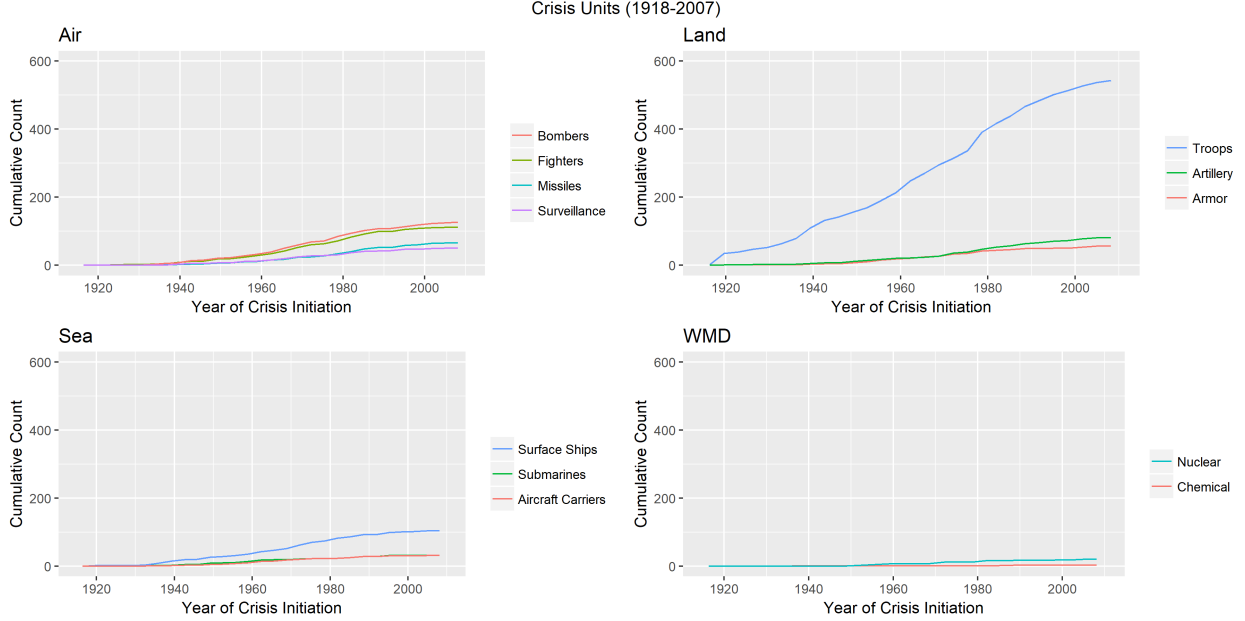 Crisis Units (1918-2007)
Air
600
400
200
0
Cumulative Count
1920 1940 1960 1980 2000
Year of Crisis Initiation
Bombers
Fighters
Missiles
Surveillance
Land
600
400
200
0
Cumulative Count
1920 1940 1960 1980 2000
Year of Crisis Initiation
Troops
Artillery
Armor
Sea
600
400
200
0
Cumulative Count
1920 1940 1960 1980 2000
Year of Crisis Initiation
Surface Ships
Submarines
Aircraft Carriers
WMD
600
400
200
0
Cumulative Count
1920 1940 1960 1980 2000
Year of Crisis Initiation
Nuclear
Chemical